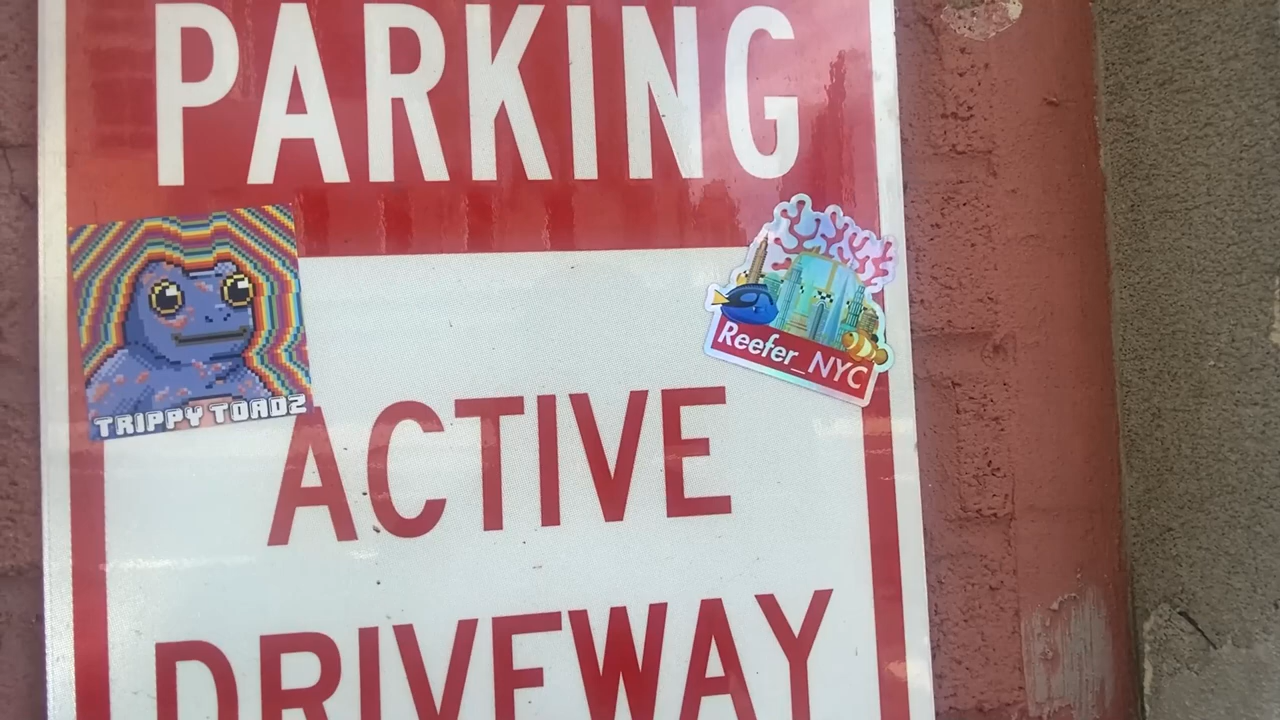 PARKING
TRIPPY TOADZ
Reefer_NYC
ACTIVE
DRIVEWAY